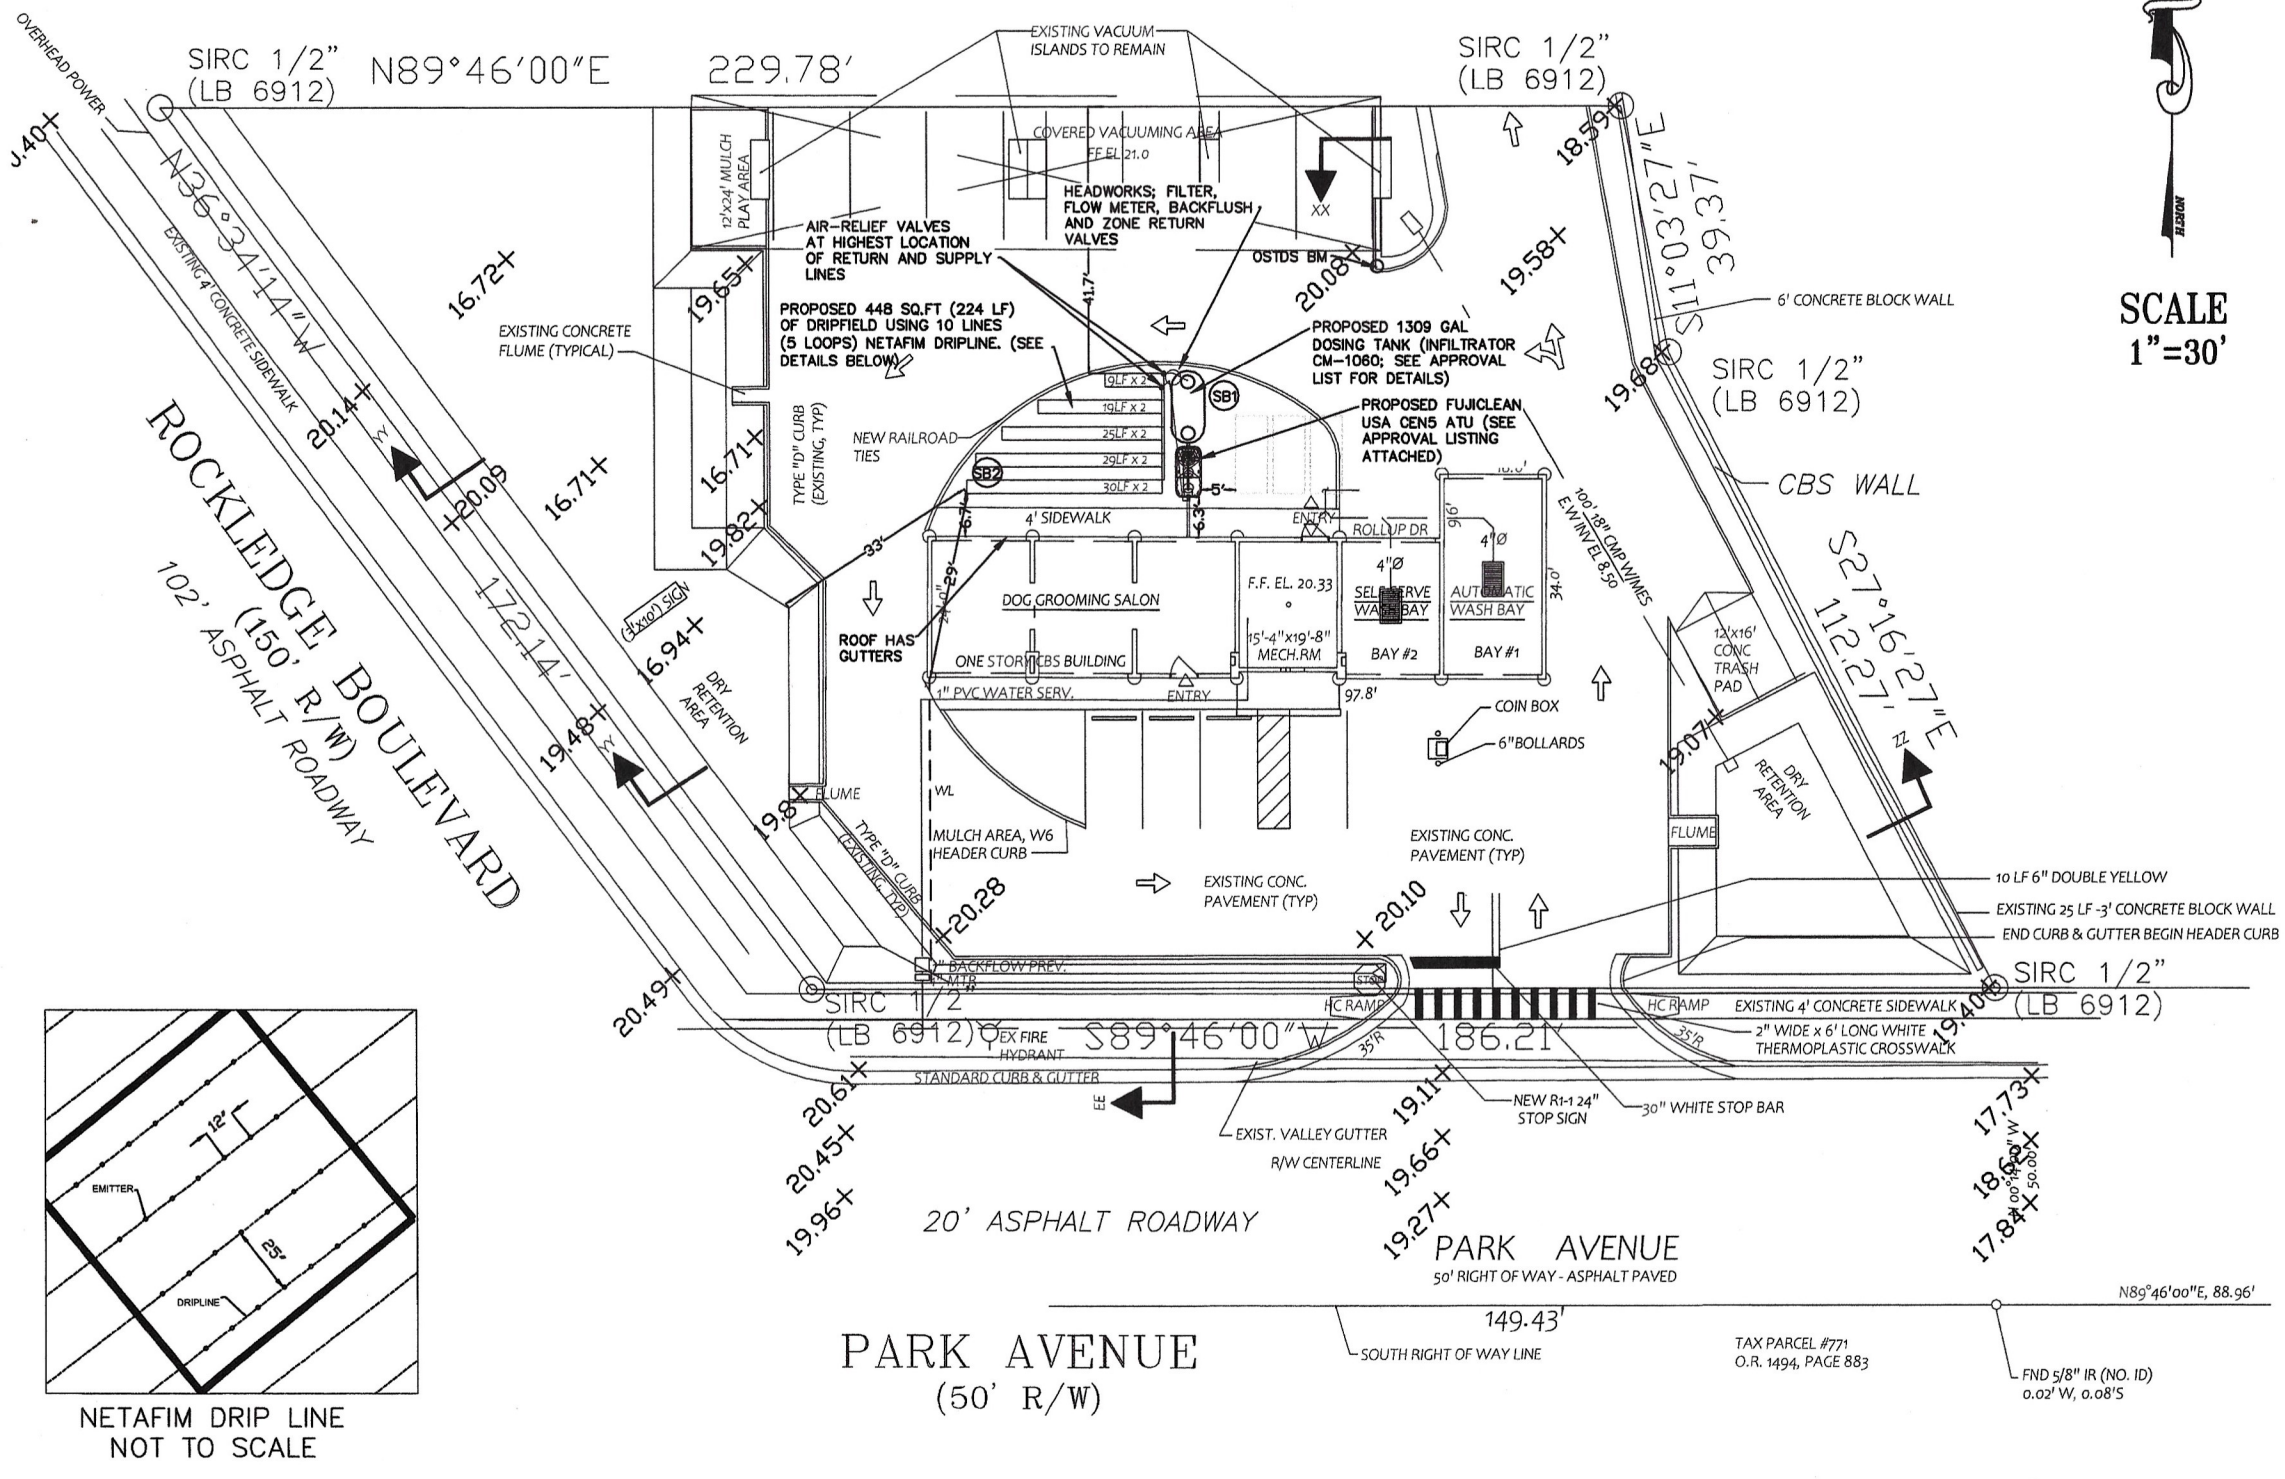 OVERHEAD POWER
SIRC 1/2"
(LB 6912)
N89°46'00"E
229.78'
EXISTING VACUUM
ISLANDS TO REMAIN
SIRC 1/2"
(LB 6912)
NORTH
SCALE
1"=30'
18.59
S11°03'27"E
39.37'
6' CONCRETE BLOCK WALL
SIRC 1/2"
(LB 6912)
19.68
19.58
N36°34'14"W
172.14'
EXISTING 4' CONCRETE SIDEWALK
12'x24' MULCH
PLAY AREA
COVERED VACUUMING AREA
FF EL 21.0
XX
HEADWORKS; FILTER,
FLOW METER, BACKFLUSH
AND ZONE RETURN
VALVES
AIR-RELIEF VALVES
AT HIGHEST LOCATION
OF RETURN AND SUPPLY
LINES
OSTDS BM
20.08
41.7'
16.72
19.65
EXISTING CONCRETE
FLUME (TYPICAL)
PROPOSED 448 SQ.FT (224 LF)
OF DRIPFIELD USING 10 LINES
(5 LOOPS) NETAFIM DRIPLINE. (SEE
DETAILS BELOW)
PROPOSED 1309 GAL
DOSING TANK (INFILTRATOR
CM-1060; SEE APPROVAL
LIST FOR DETAILS)
PROPOSED FUJICLEAN
USA CEN5 ATU (SEE
APPROVAL LISTING
ATTACHED)
SB1
SB2
9LF x 2
19LF x 2
25LF x 2
29LF x 2
30LF x 2
NEW RAILROAD
TIES
TYPE "D" CURB
(EXISTING, TYP)
20.14
YY
20.09
16.71
16.71
19.82
33'
6.7'
29'
5'
6.3'
4' SIDEWALK
ENTRY
ROLLUP DR
9'6"
4"Ø
4"Ø
34.0'
100' 18" CMP W/MES
E.W INV EL 8.50
CBS WALL
S27°16'27"E
112.27'
ROCKLEDGE BOULEVARD
(150' R/W)
102' ASPHALT ROADWAY
(3'x10') SIGN
16.94
DRY
RETENTION
AREA
ROOF HAS
GUTTERS
DOG GROOMING SALON
ONE STORY CBS BUILDING
F.F. EL. 20.33
15'-4"x19'-8"
MECH.RM
SELF SERVE
WASH BAY
BAY #2
AUTOMATIC
WASH BAY
BAY #1
1" PVC WATER SERV.
ENTRY
97.8'
COIN BOX
6"BOLLARDS
12'x16'
CONC
TRASH
PAD
19.07
ZZ
DRY
RETENTION
AREA
19.48
YY
FLUME
19.8
WL
MULCH AREA, W6
HEADER CURB
TYPE "D" CURB
(EXISTING, TYP)
EXISTING CONC.
PAVEMENT (TYP)
EXISTING CONC.
PAVEMENT (TYP)
FLUME
20.28
20.10
10 LF 6" DOUBLE YELLOW
EXISTING 25 LF -3' CONCRETE BLOCK WALL
END CURB & GUTTER BEGIN HEADER CURB
SIRC 1/2"
(LB 6912)
19.40
BACKFLOW PREV.
MTR
STOP
HC RAMP
HC RAMP
EXISTING 4' CONCRETE SIDEWALK
2" WIDE x 6' LONG WHITE
THERMOPLASTIC CROSSWALK
20.49
SIRC 1/2"
(LB 6912)
EX FIRE
HYDRANT
S89°46'00"W
186.21'
35'R
35'R
STANDARD CURB & GUTTER
EE
20.61
20.45
19.96
19.11
19.66
19.27
NEW R1-1 24"
STOP SIGN
30" WHITE STOP BAR
EXIST. VALLEY GUTTER
R/W CENTERLINE
17.73
18.62
17.84
50.00'
20' ASPHALT ROADWAY
PARK AVENUE
50' RIGHT OF WAY - ASPHALT PAVED
N89°46'00"E, 88.96'
149.43'
PARK AVENUE
(50' R/W)
SOUTH RIGHT OF WAY LINE
TAX PARCEL #771
O.R. 1494, PAGE 883
FND 5/8" IR (NO. ID)
0.02' W, 0.08'S
12'
EMITTER
25'
DRIPLINE
NETAFIM DRIP LINE
NOT TO SCALE